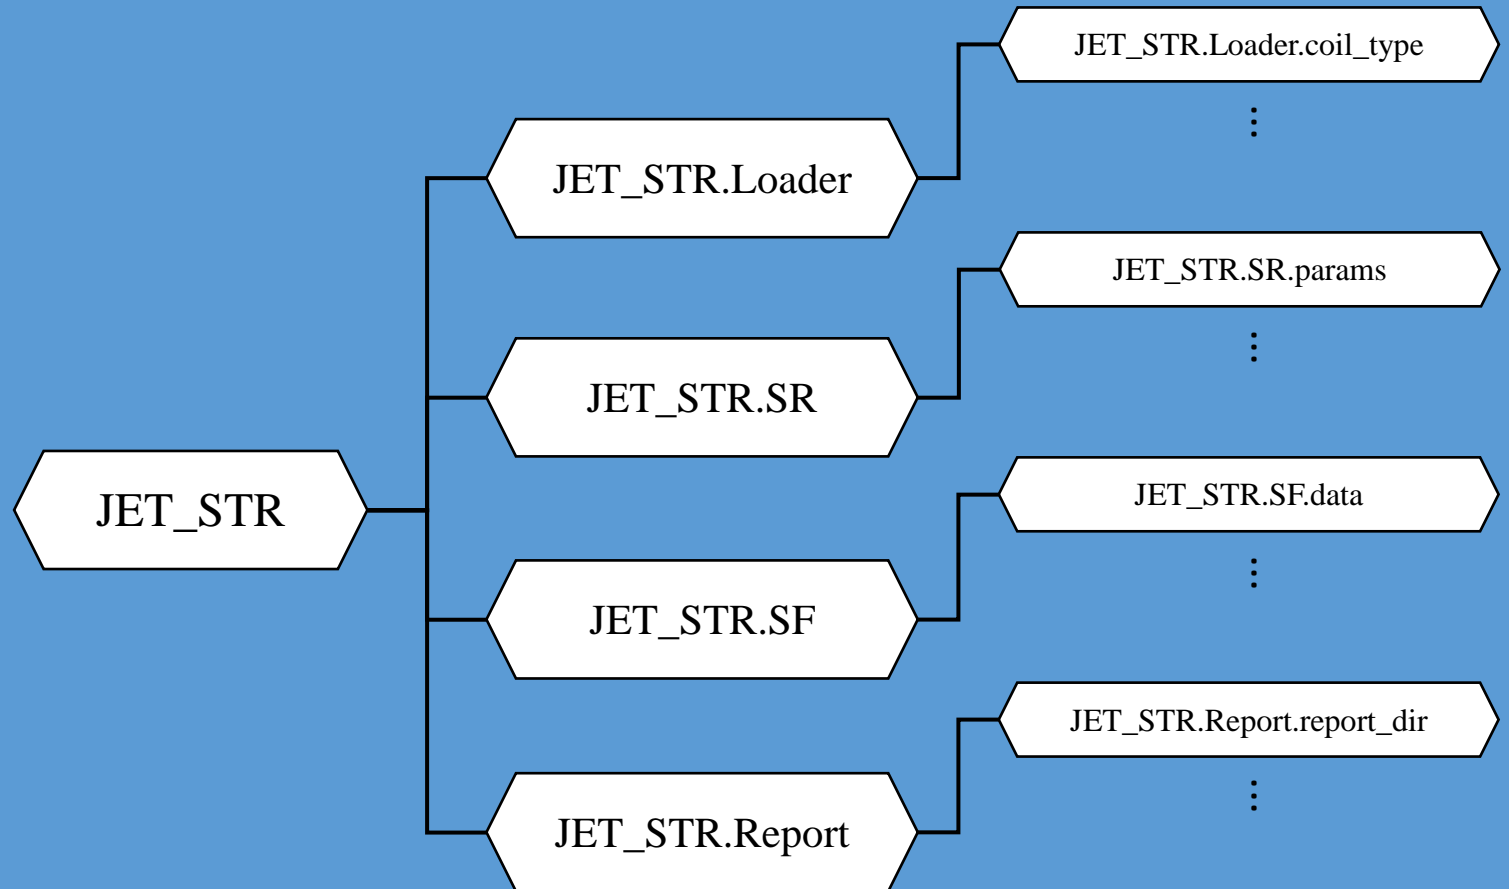 JET_STR
JET_STR.Loader
JET_STR.SR
JET_STR.SF
JET_STR.Report
JET_STR.Loader.coil_type
JET_STR.SR.params
JET_STR.SF.data
JET_STR.Report.report_dir